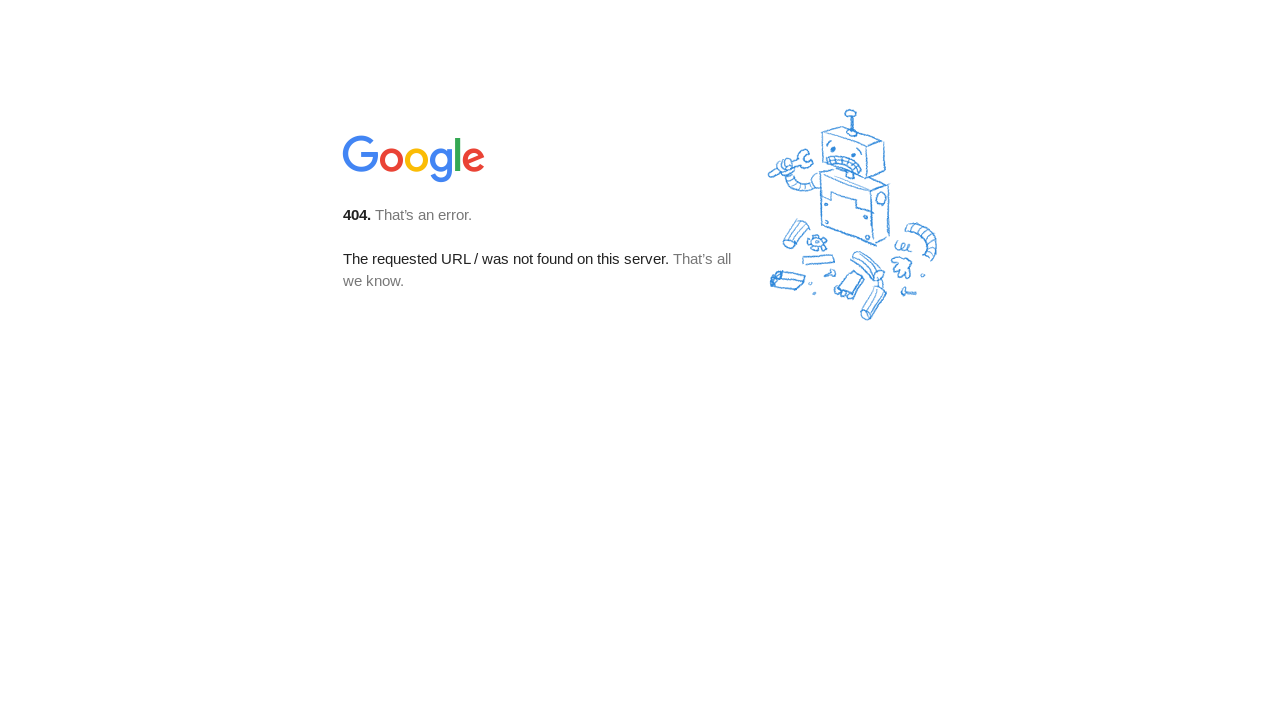 Google
404. That’s an error.
The requested URL / was not found on this server. That’s all
we know.